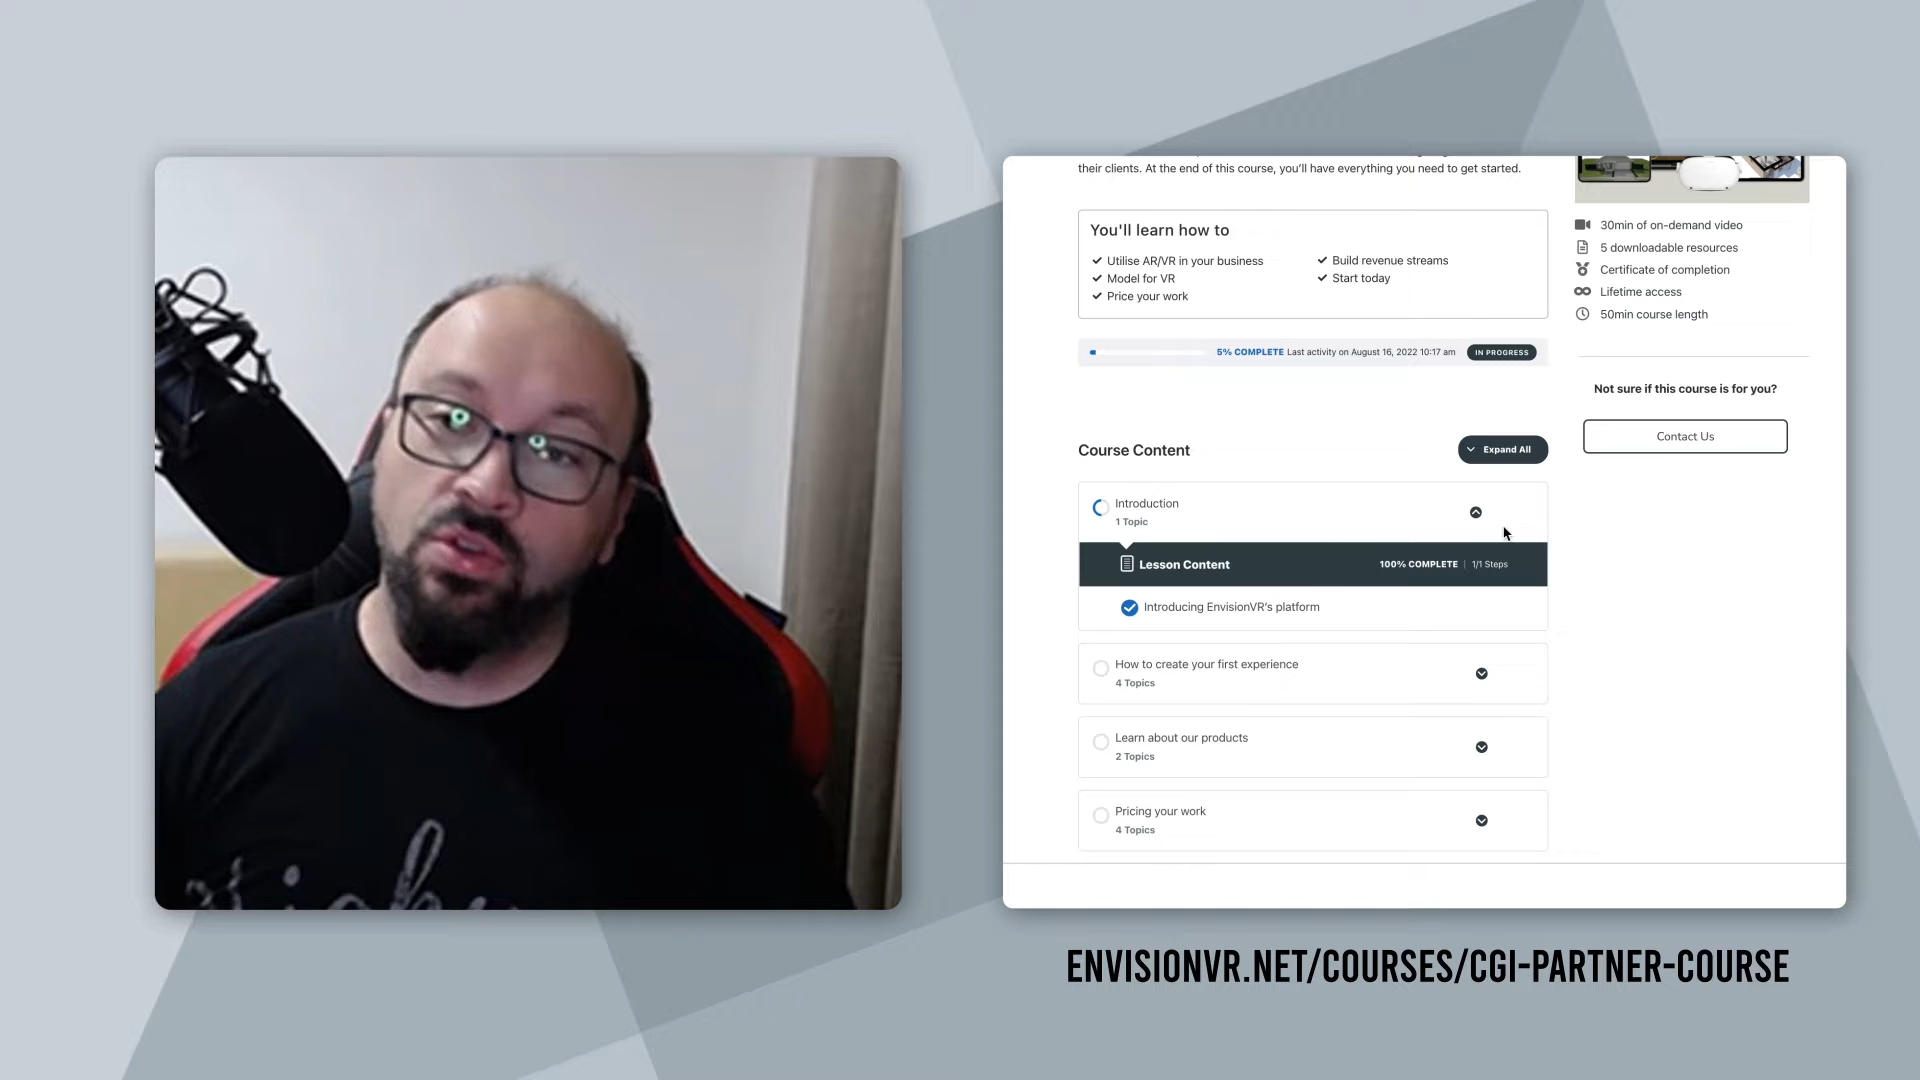 their clients. At the end of this course, you'll have everything you need to get started.
You'll learn how to
Utilise AR/VR in your business
Model for VR
Price your work
Build revenue streams
Start today
5% COMPLETE Last activity on August 16, 2022 10:17 am IN PROGRESS
Course Content
Expand All
Introduction
1 Topic
Lesson Content
100% COMPLETE | 1/1 Steps
Introducing EnvisionVR's platform
How to create your first experience
4 Topics
Learn about our products
2 Topics
Pricing your work
4 Topics
30min of on-demand video
5 downloadable resources
Certificate of completion
Lifetime access
50min course length
Not sure if this course is for you?
Contact Us
ENVISIONVR.NET/COURSES/CGI-PARTNER-COURSE